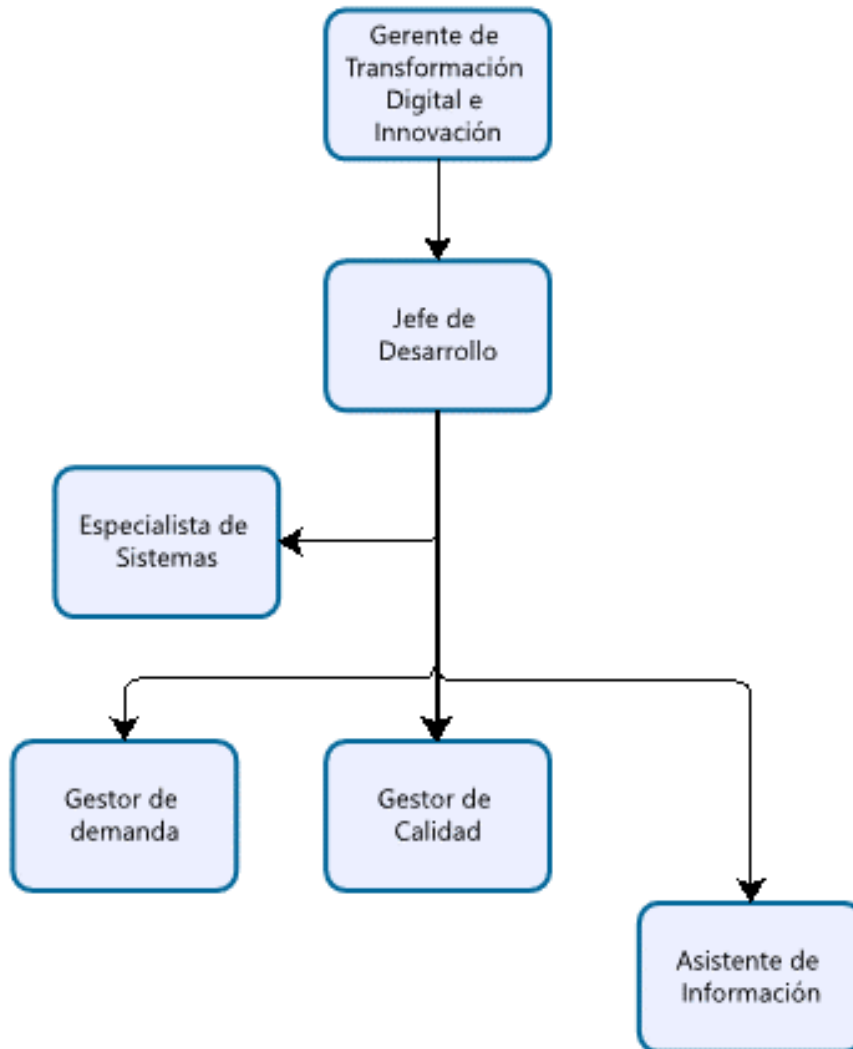 Gerente de
Transformación
Digital e
Innovación
Jefe de
Desarrollo
Especialista de
Sistemas
Gestor de
demanda
Gestor de
Calidad
Asistente de
Información